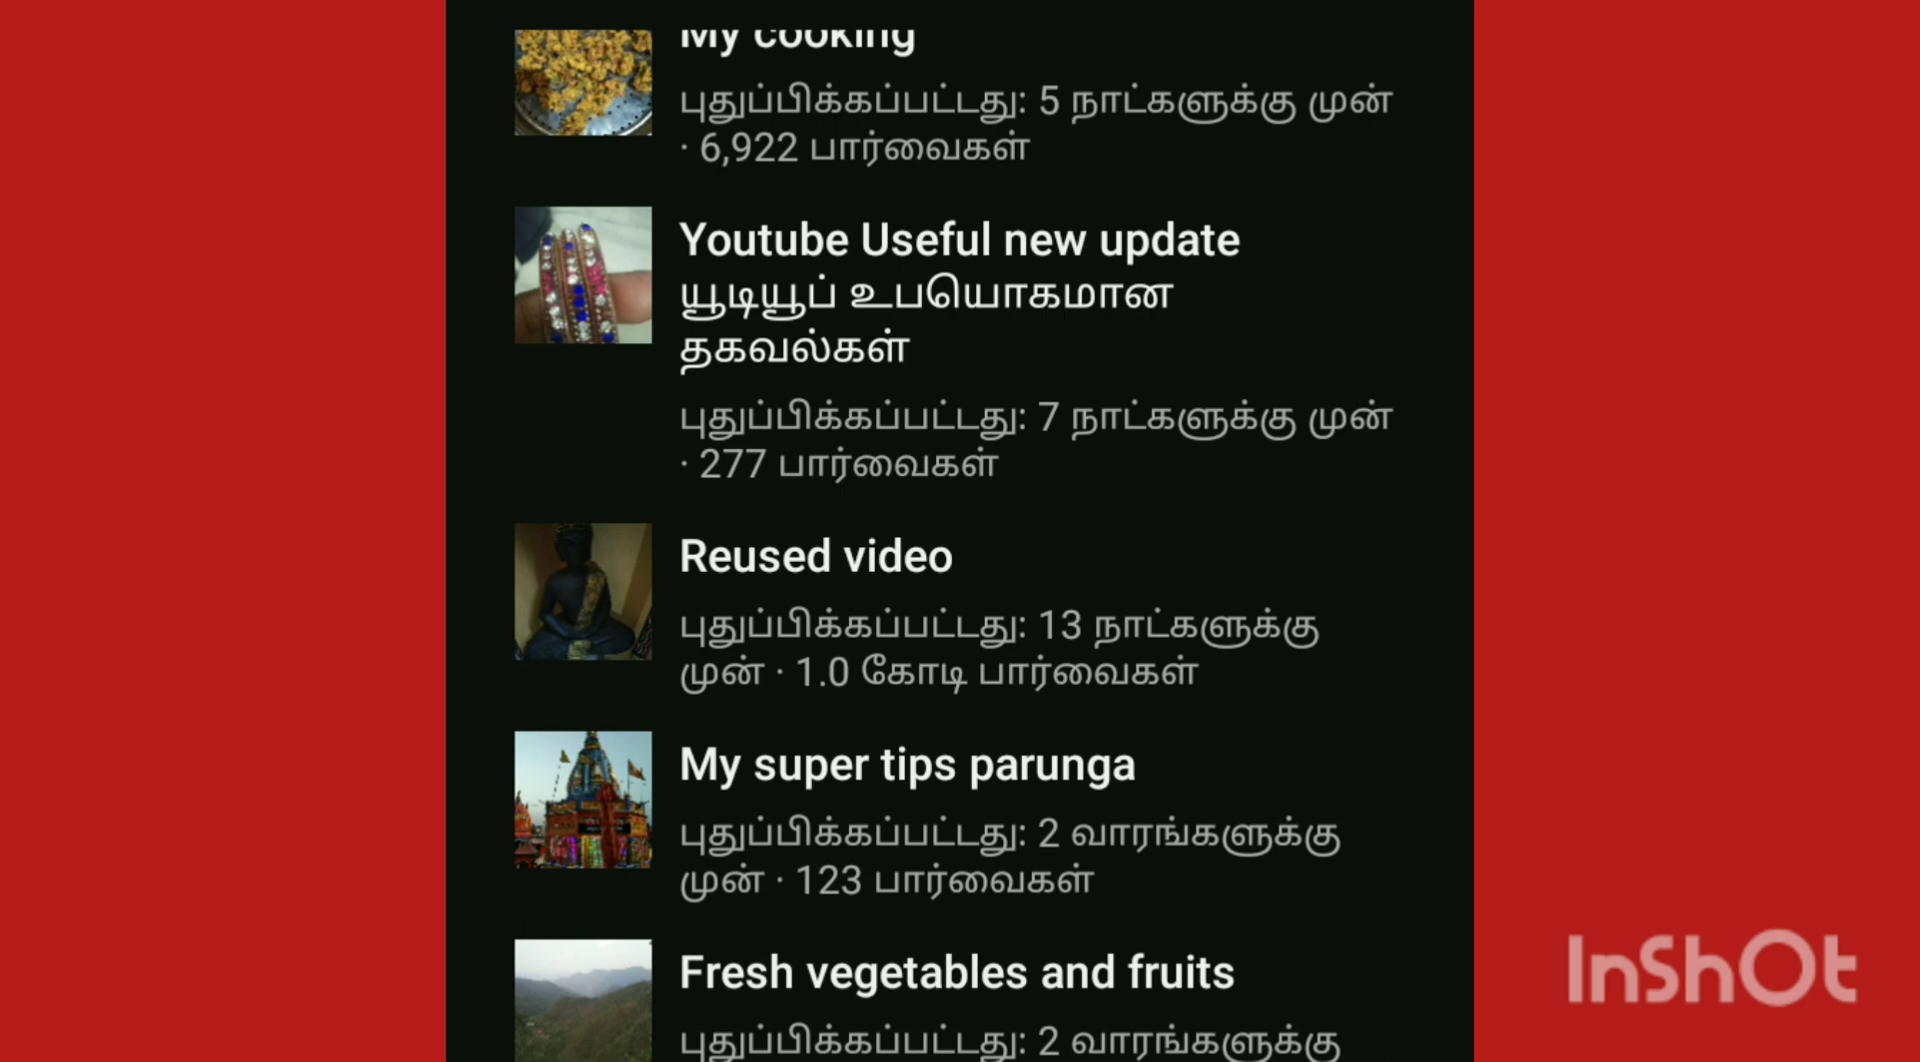 My cooking
புதுப்பிக்கப்பட்டது: 5 நாட்களுக்கு முன்
· 6,922 பார்வைகள்
Youtube Useful new update
யூடியூப் உபயொகமான
தகவல்கள்
புதுப்பிக்கப்பட்டது: 7 நாட்களுக்கு முன்
· 277 பார்வைகள்
Reused video
புதுப்பிக்கப்பட்டது: 13 நாட்களுக்கு
முன் · 1.0 கோடி பார்வைகள்
My super tips parunga
புதுப்பிக்கப்பட்டது: 2 வாரங்களுக்கு
முன் · 123 பார்வைகள்
Fresh vegetables and fruits
புதுப்பிக்கப்பட்டது: 2 வாரங்களுக்கு
InShOt